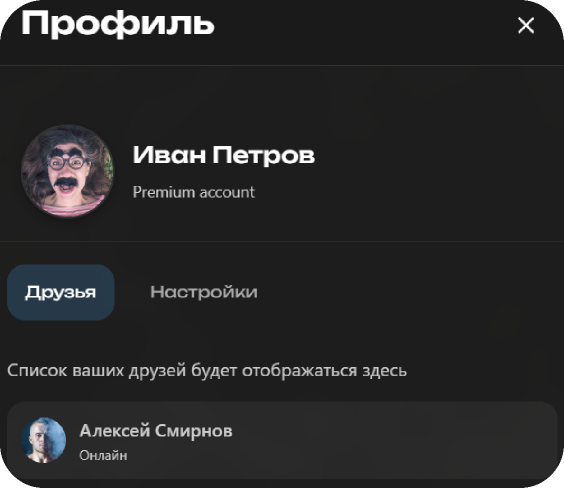 Профиль
Иван Петров
Premium account
Друзья
Настройки
Список ваших друзей будет отображаться здесь
Алексей Смирнов
Онлайн